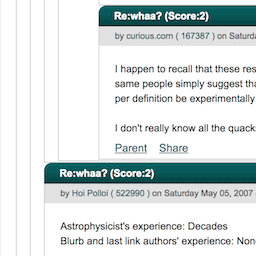 Re:whaa? (Score:2)
by curious.corn ( 167387 ) on Saturd
I happen to recall that these res
same people simply suggest tha
per definition be experimentally
I don't really know all the quack
Parent Share
Re:whaa? (Score:2)
by Hoi Polloi ( 522990 ) on Saturday May 05, 2007
Astrophysicist's experience: Decades
Blurb and last link authors' experience: Non